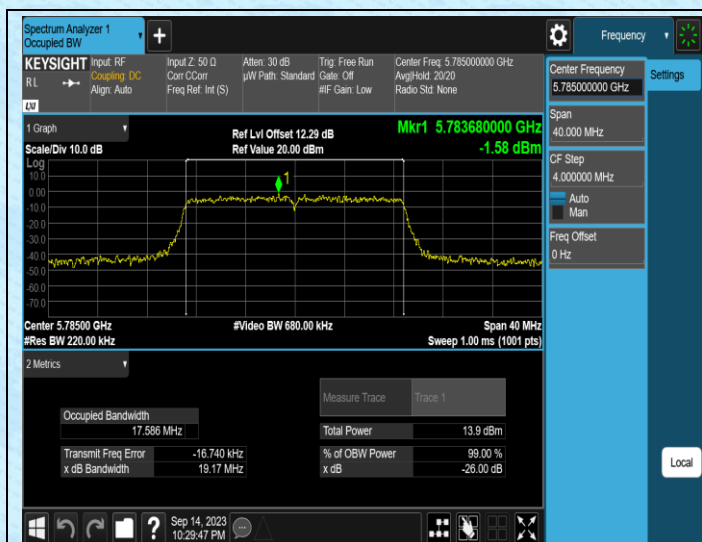 Spectrum Analyzer 1
Occupied BW
Frequency
KEYSIGHT
RL
LXI
Input: RF
Coupling: DC
Align: Auto
Input Z: 50 Ω
Corr CCorr
Freq Ref: Int (S)
Atten: 30 dB
µW Path: Standard
Trig: Free Run
Gate: Off
#IF Gain: Low
Center Freq: 5.785000000 GHz
Avg|Hold: 20/20
Radio Std: None
Center Frequency
5.785000000 GHz
Settings
Span
40.000 MHz
CF Step
4.000000 MHz
Auto
Man
Freq Offset
0 Hz
Local
1 Graph
Scale/Div 10.0 dB
Ref Lvl Offset 12.29 dB
Ref Value 20.00 dBm
Mkr1 5.783680000 GHz
-1.58 dBm
Log
10.0
0.00
-10.0
-20.0
-30.0
-40.0
-50.0
-60.0
-70.0
1
Center 5.78500 GHz
#Video BW 680.00 kHz
Span 40 MHz
#Res BW 220.00 kHz
Sweep 1.00 ms (1001 pts)
2 Metrics
Measure Trace Trace 1
Occupied Bandwidth
17.586 MHz
Total Power 13.9 dBm
Transmit Freq Error -16.740 kHz
% of OBW Power 99.00 %
x dB Bandwidth 19.17 MHz
x dB -26.00 dB
?
Sep 14, 2023
10:29:47 PM